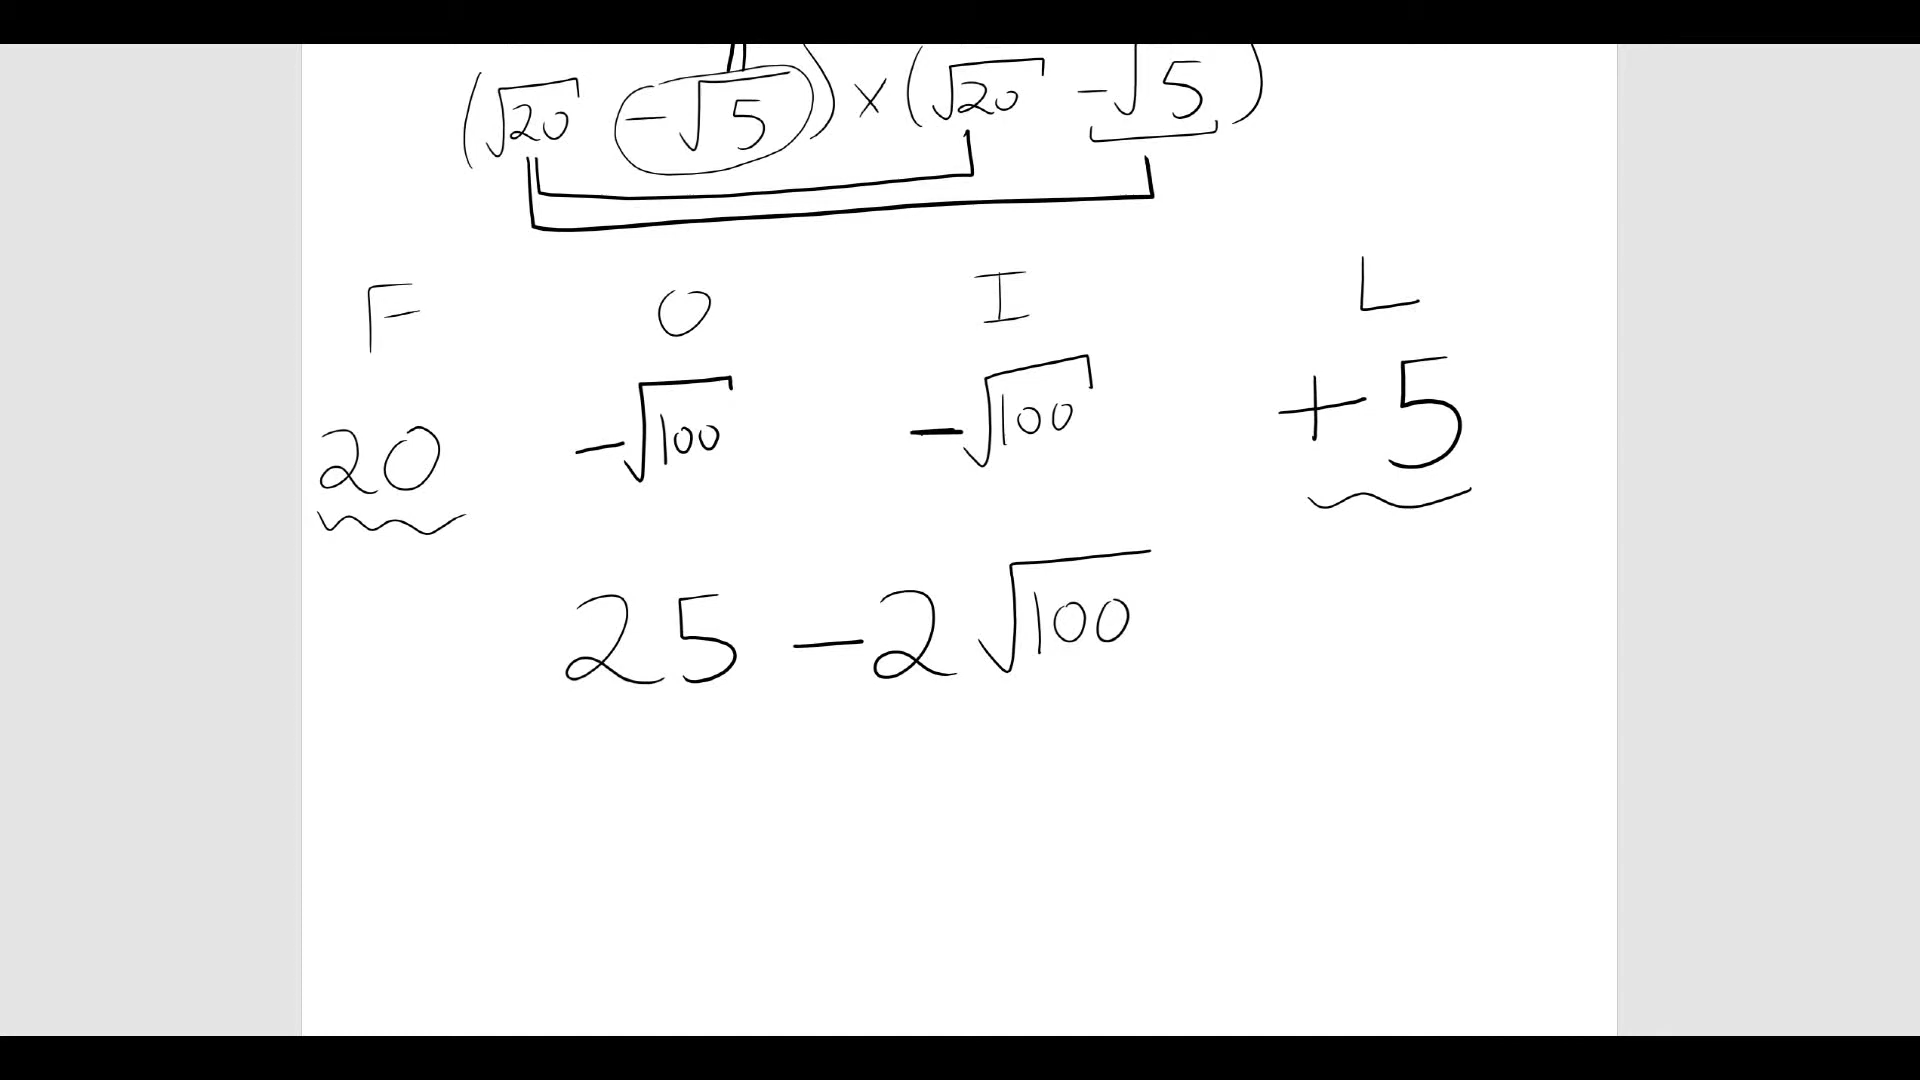 (√20 -√5) × (√20 -√5)
F O I L
20 -√100 -√100 +5
25 - 2√100